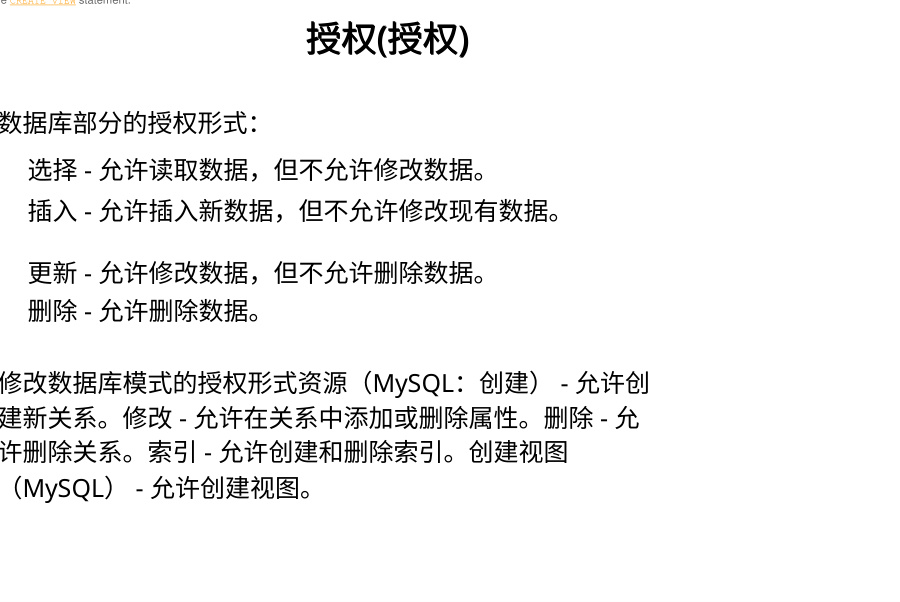 e CREATE VIEW statement.
授权(授权)
数据库部分的授权形式：
选择 - 允许读取数据，但不允许修改数据。
插入 - 允许插入新数据，但不允许修改现有数据。
更新 - 允许修改数据，但不允许删除数据。
删除 - 允许删除数据。
修改数据库模式的授权形式资源（MySQL：创建） - 允许创
建新关系。修改 - 允许在关系中添加或删除属性。删除 - 允
许删除关系。索引 - 允许创建和删除索引。创建视图
（MySQL） - 允许创建视图。